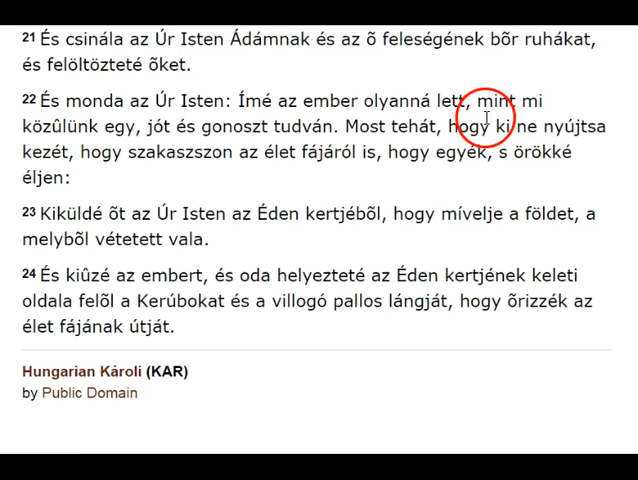 21 És csinála az Úr Isten Ádámnak és az õ feleségének bõr ruhákat,
és felöltözteté õket.
22 És monda az Úr Isten: Ímé az ember olyanná lett, mint mi
közûlünk egy, jót és gonoszt tudván. Most tehát, hogy ki ne nyújtsa
kezét, hogy szakaszszon az élet fájáról is, hogy egyék, s örökké
éljen:
23 Kiküldé õt az Úr Isten az Éden kertjébõl, hogy mívelje a földet, a
melybõl vétetett vala.
24 És kiûzé az embert, és oda helyezteté az Éden kertjének keleti
oldala felõl a Kerúbokat és a villogó pallos lángját, hogy õrizzék az
élet fájának útját.
Hungarian Károli (KAR)
by Public Domain